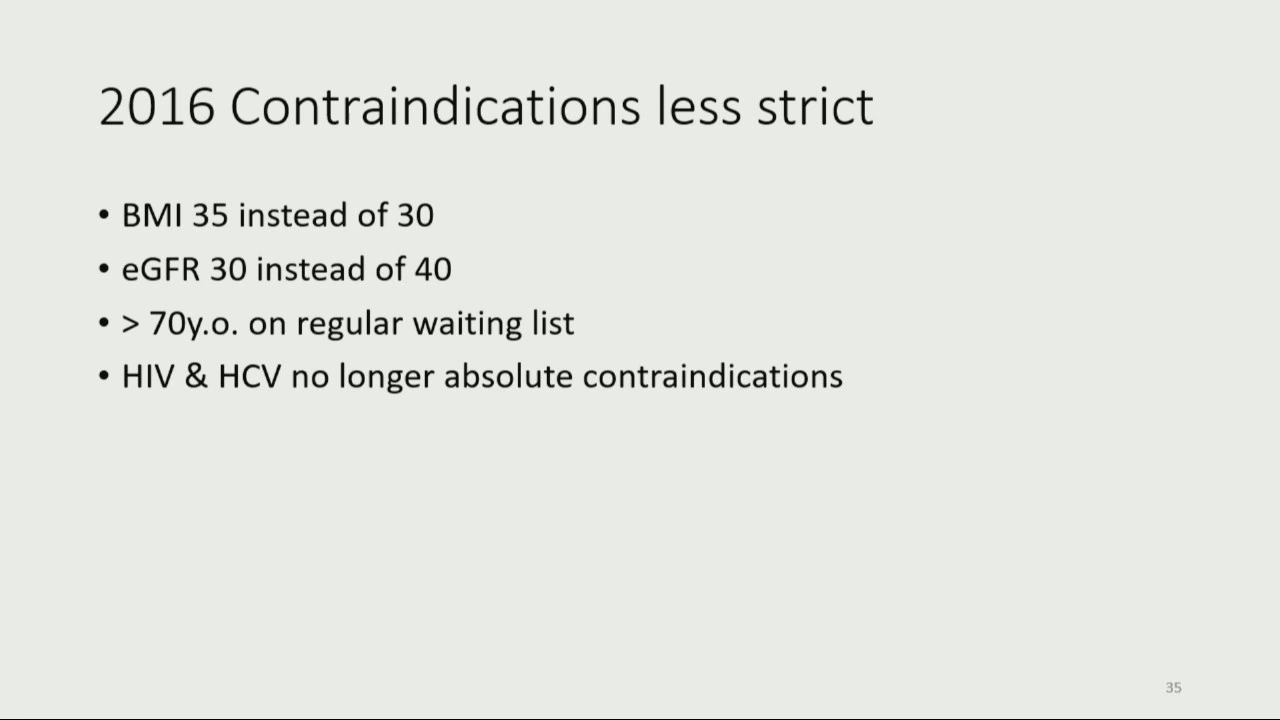 2016 Contraindications less strict
• BMI 35 instead of 30
• eGFR 30 instead of 40
• > 70y.o. on regular waiting list
• HIV & HCV no longer absolute contraindications
35